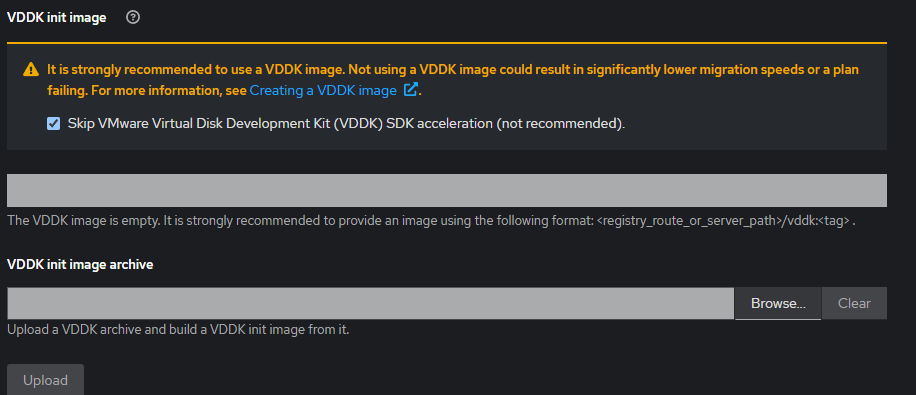 VDDK init image
It is strongly recommended to use a VDDK image. Not using a VDDK image could result in significantly lower migration speeds or a plan
failing. For more information, see Creating a VDDK image .
Skip VMware Virtual Disk Development Kit (VDDK) SDK acceleration (not recommended).
The VDDK image is empty. It is strongly recommended to provide an image using the following format: <registry_route_or_server_path>/vddk:<tag> .
VDDK init image archive
Browse... Clear
Upload a VDDK archive and build a VDDK init image from it.
Upload